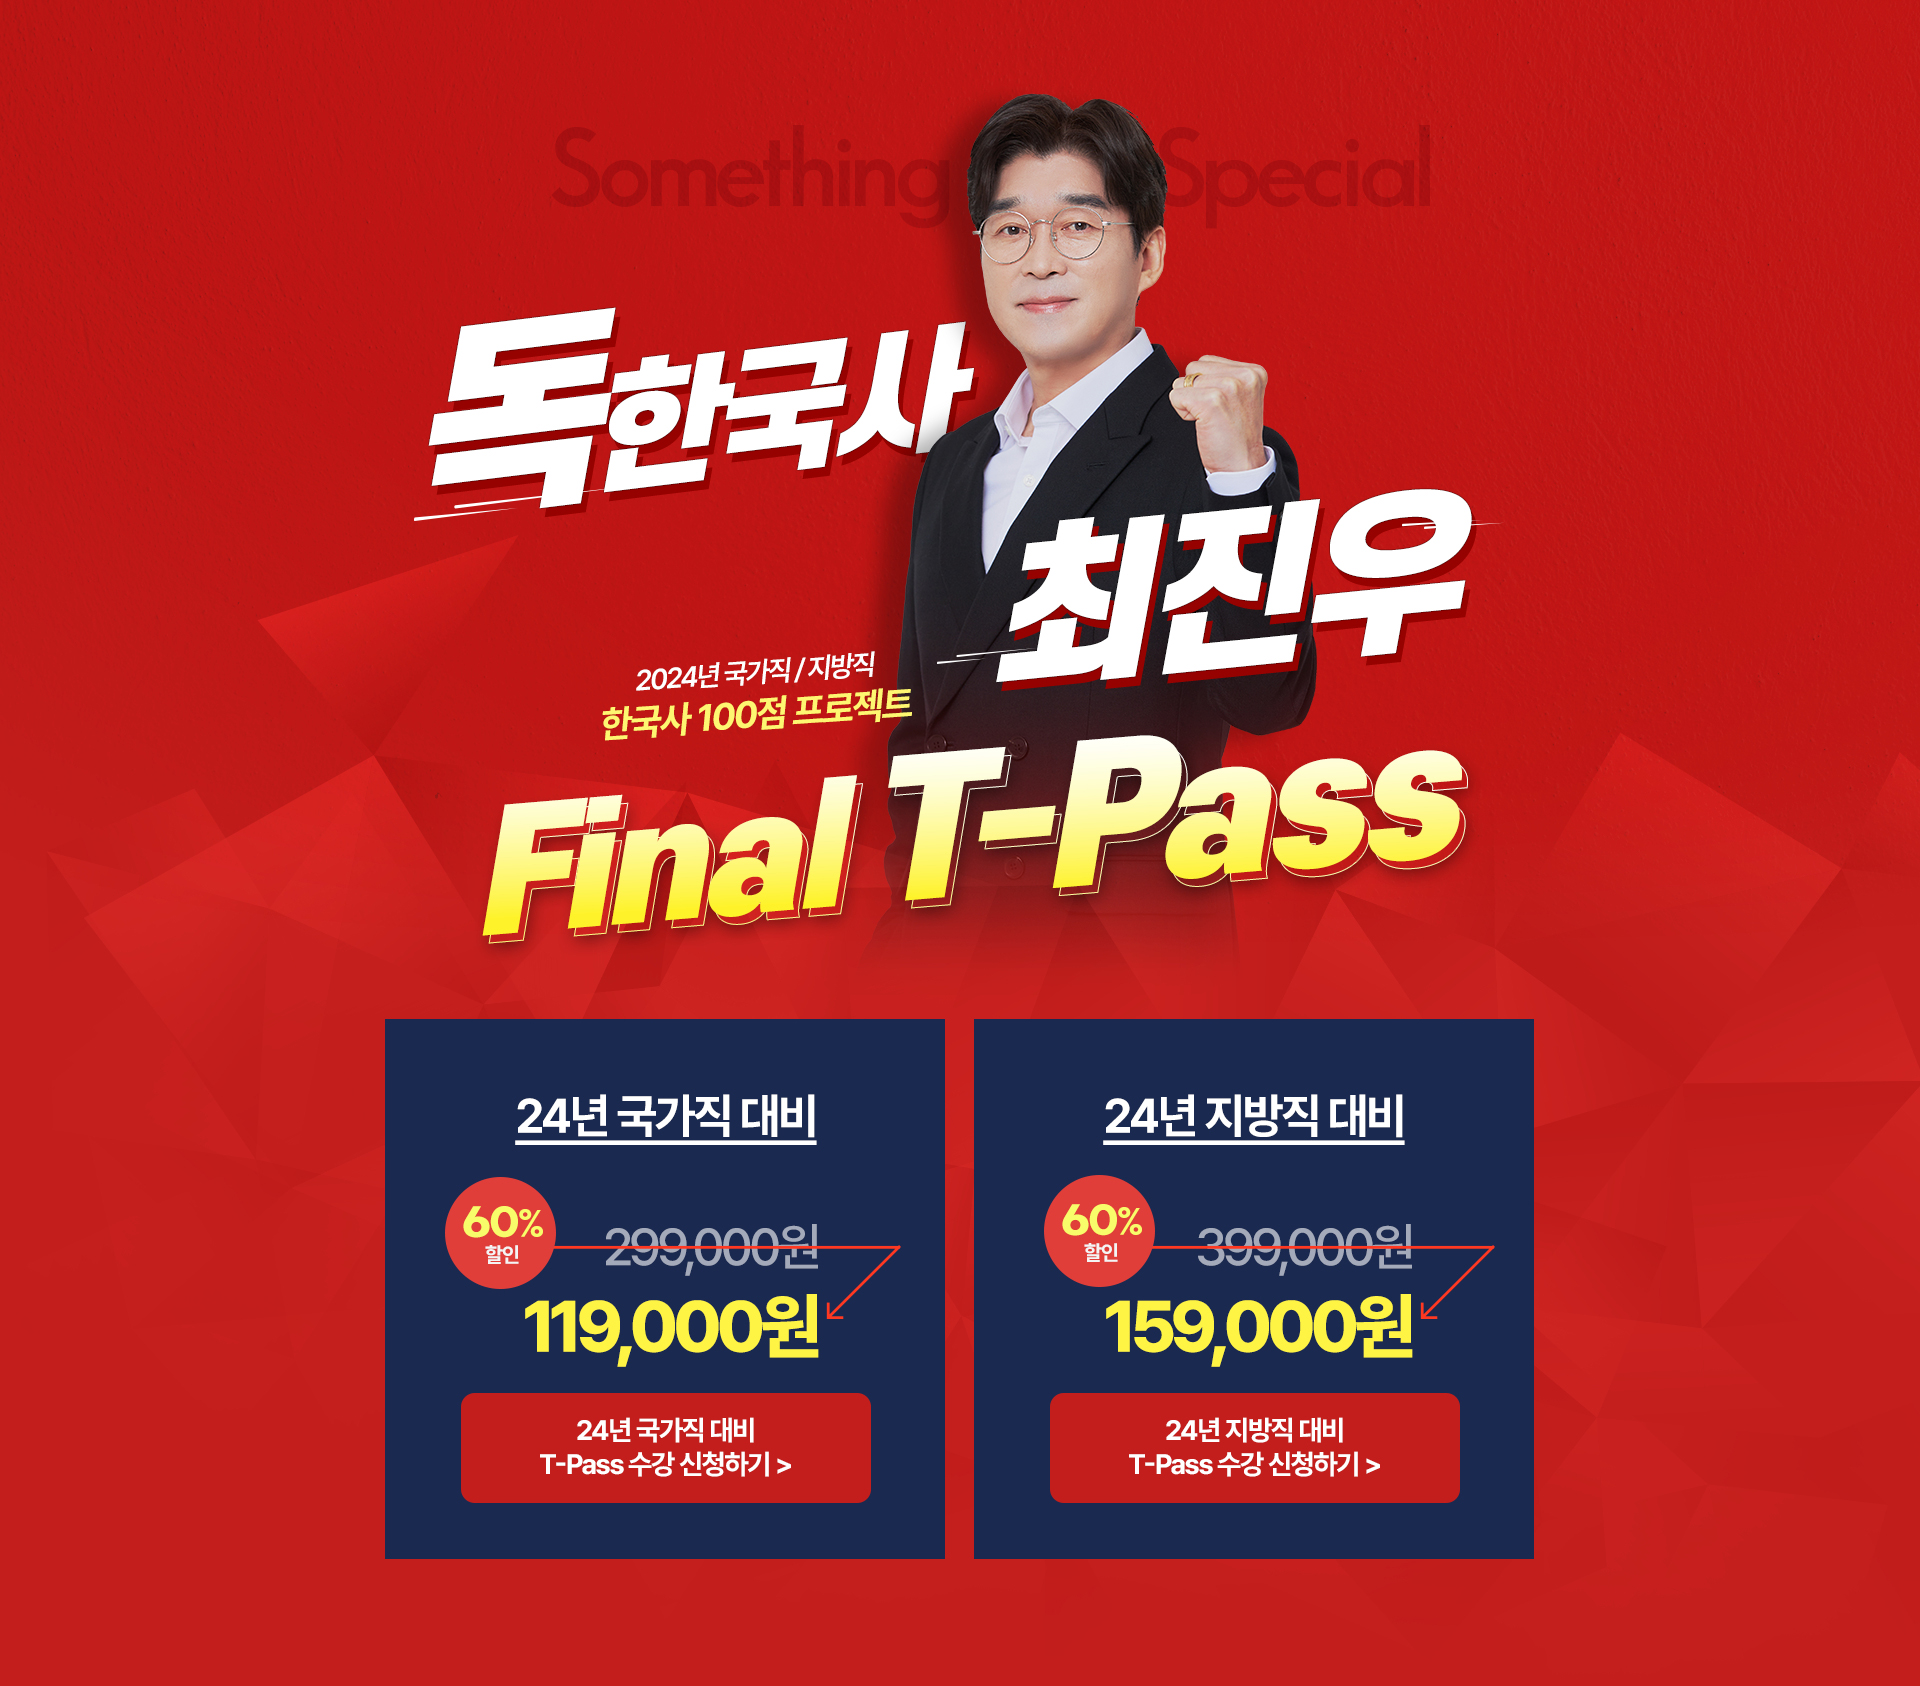 Something Special
독한국사
최진우
2024년 국가직 / 지방직
한국사 100점 프로젝트
Final T-Pass
24년 국가직 대비
60%
할인
299,000원
119,000원
24년 국가직 대비
T-Pass 수강 신청하기 >
24년 지방직 대비
60%
할인
399,000원
159,000원
24년 지방직 대비
T-Pass 수강 신청하기 >